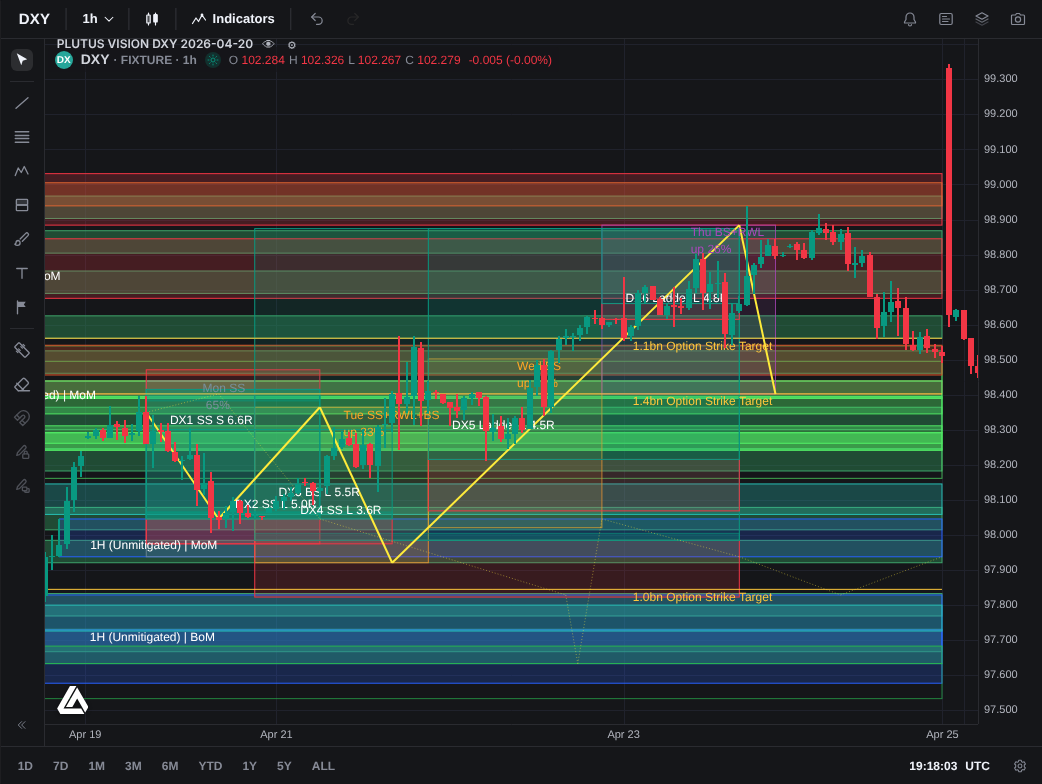 DXY 1h Indicators
PLUTUS VISION DXY 2026-04-20
DX DXY · FIXTURE · 1h O 102.284 H 102.326 L 102.267 C 102.279 -0.005 (-0.00%)
99.300
99.200
99.100
99.000
98.900
98.800
98.700
98.600
98.500
98.400
98.300
98.200
98.100
98.000
97.900
97.800
97.700
97.600
97.500
Thu BS
up
oM
4.8R
1.1bn Option Strike Target
Mon SS
65%
ed) | MoM
1.4bn Option Strike Target
DX1 SS S 6.6R
Tue SS
DX5
4.5R
5.5R
DX4 SS L 3.6R
1H (Unmitigated) | MoM
1.0bn Option Strike Target
1H (Unmitigated) | BoM
Apr 19 Apr 21 Apr 23 Apr 25
1D 7D 1M 3M 6M YTD 1Y 5Y ALL 19:18:03 UTC